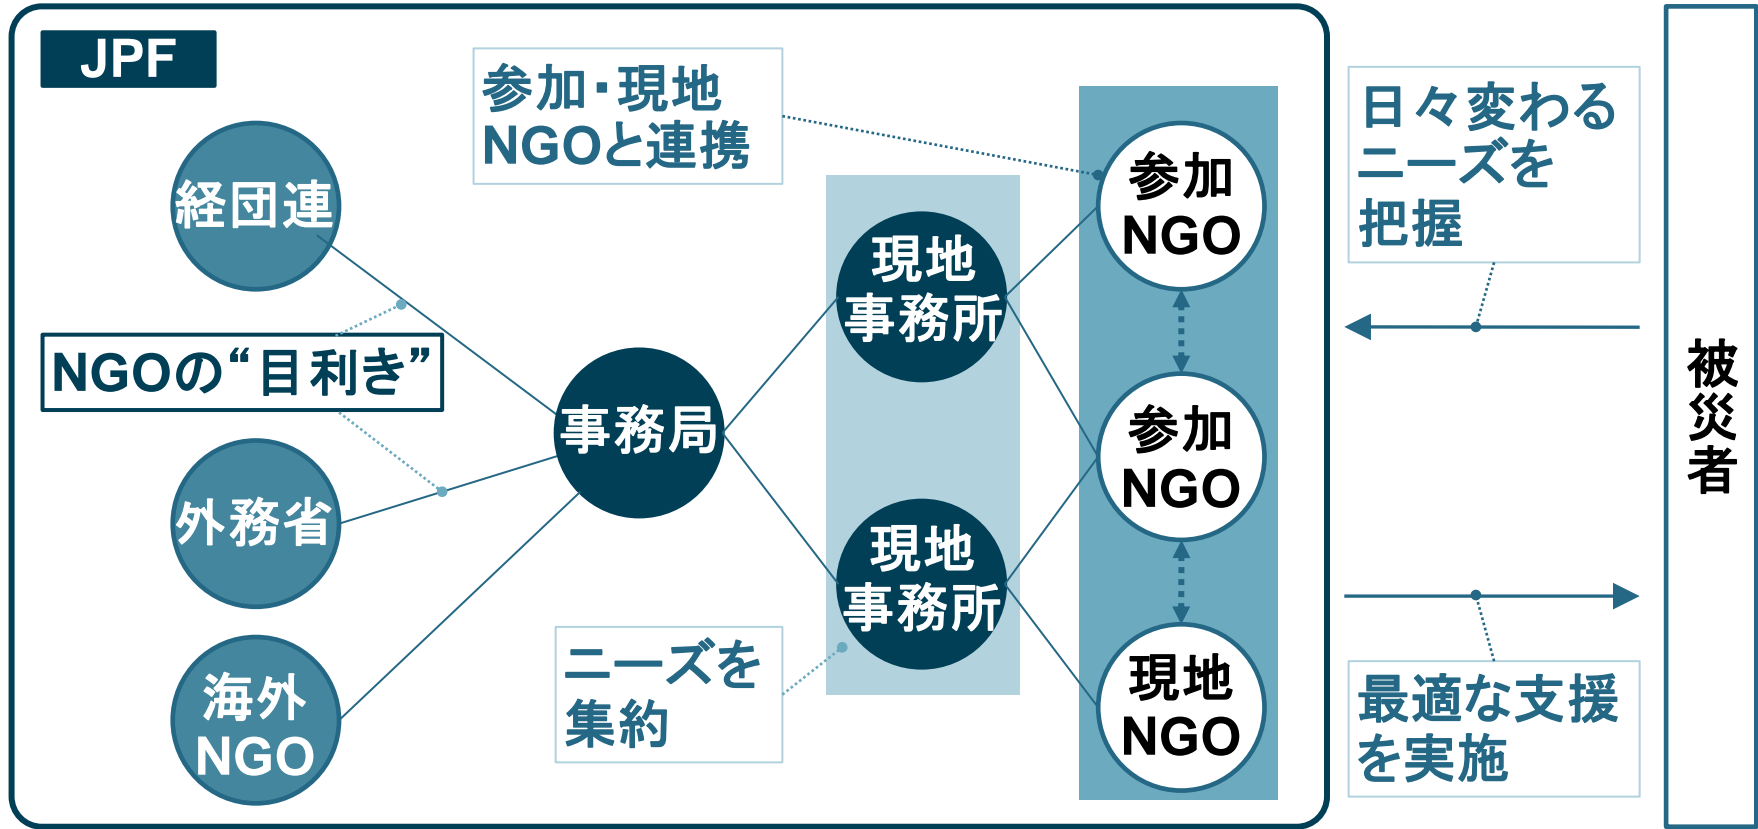 JPF
経団連
NGOの“目利き”
外務省
海外
NGO
事務局
参加・現地
NGOと連携
現地
事務所
現地
事務所
ニーズを
集約
参加
NGO
参加
NGO
現地
NGO
日々変わる
ニーズを
把握
最適な支援
を実施
被災者